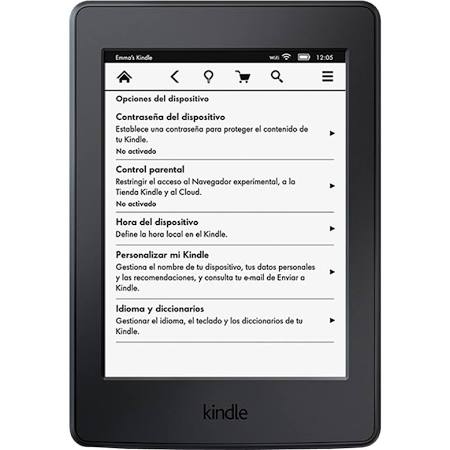 Emma's Kindle WiFi 12:05
Opciones del dispositivo
Contraseña del dispositivo
Establece una contraseña para proteger el contenido de
tu Kindle.
No activado
Control parental
Restringir el acceso al Navegador experimental, a la
Tienda Kindle y al Cloud.
No activado
Hora del dispositivo
Define la hora local en el Kindle.
Personalizar mi Kindle
Gestiona el nombre de tu dispositivo, tus datos personales
y las recomendaciones, y consulta tu e-mail de Enviar a
Kindle.
Idioma y diccionarios
Gestionar el idioma, el teclado y los diccionarios de tu
Kindle.
kindle